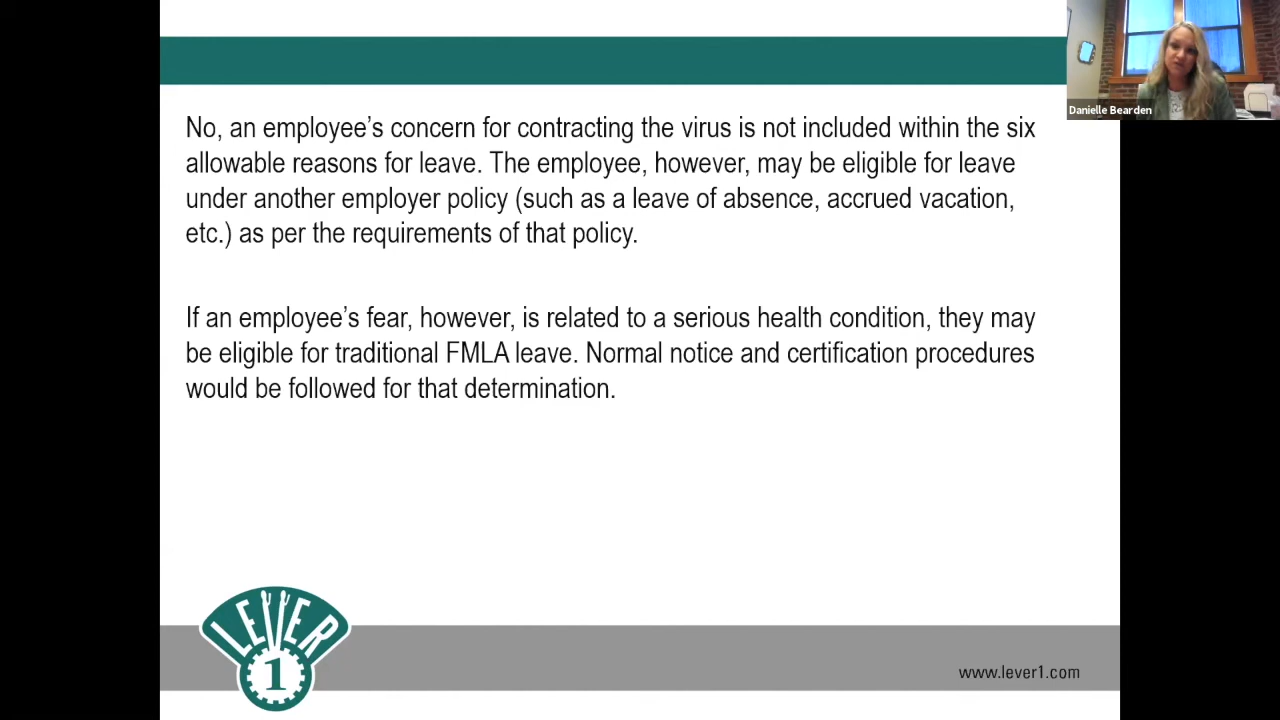 Danielle Bearden
No, an employee’s concern for contracting the virus is not included within the six
allowable reasons for leave. The employee, however, may be eligible for leave
under another employer policy (such as a leave of absence, accrued vacation,
etc.) as per the requirements of that policy.
If an employee’s fear, however, is related to a serious health condition, they may
be eligible for traditional FMLA leave. Normal notice and certification procedures
would be followed for that determination.
LEVER
1
www.lever1.com